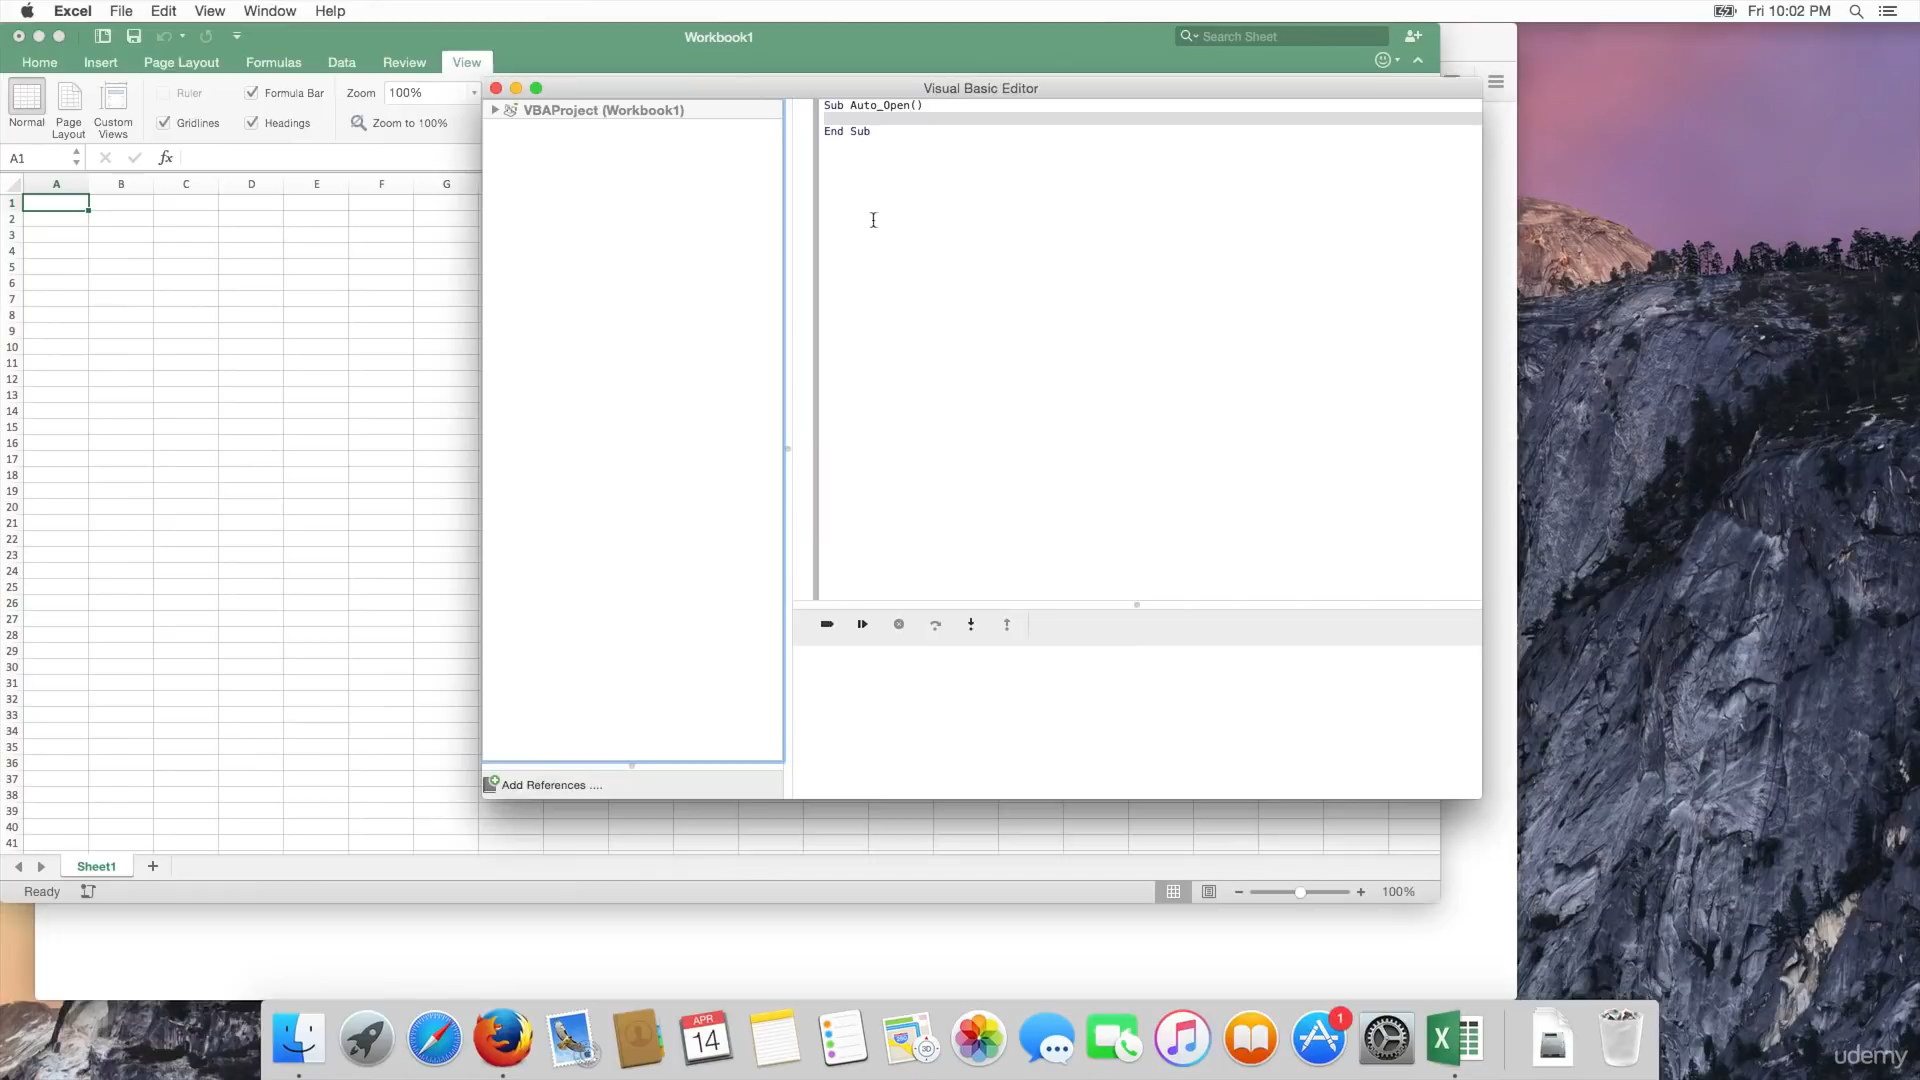 Excel File Edit View Window Help
Fri 10:02 PM
Workbook1
Search Sheet
Home Insert Page Layout Formulas Data Review View
Normal
Page Layout
Custom Views
Ruler
Formula Bar
Gridlines
Headings
Zoom 100%
Zoom to 100%
A1
fx
A B C D E F G
1
2
3
4
5
6
7
8
9
10
11
12
13
14
15
16
17
18
19
20
21
22
23
24
25
26
27
28
29
30
31
32
33
34
35
36
37
38
39
40
41
Visual Basic Editor
VBAProject (Workbook1)
Sub Auto_Open()
End Sub
Add References ....
Sheet1
Ready
100%
APR
14
1
udemy